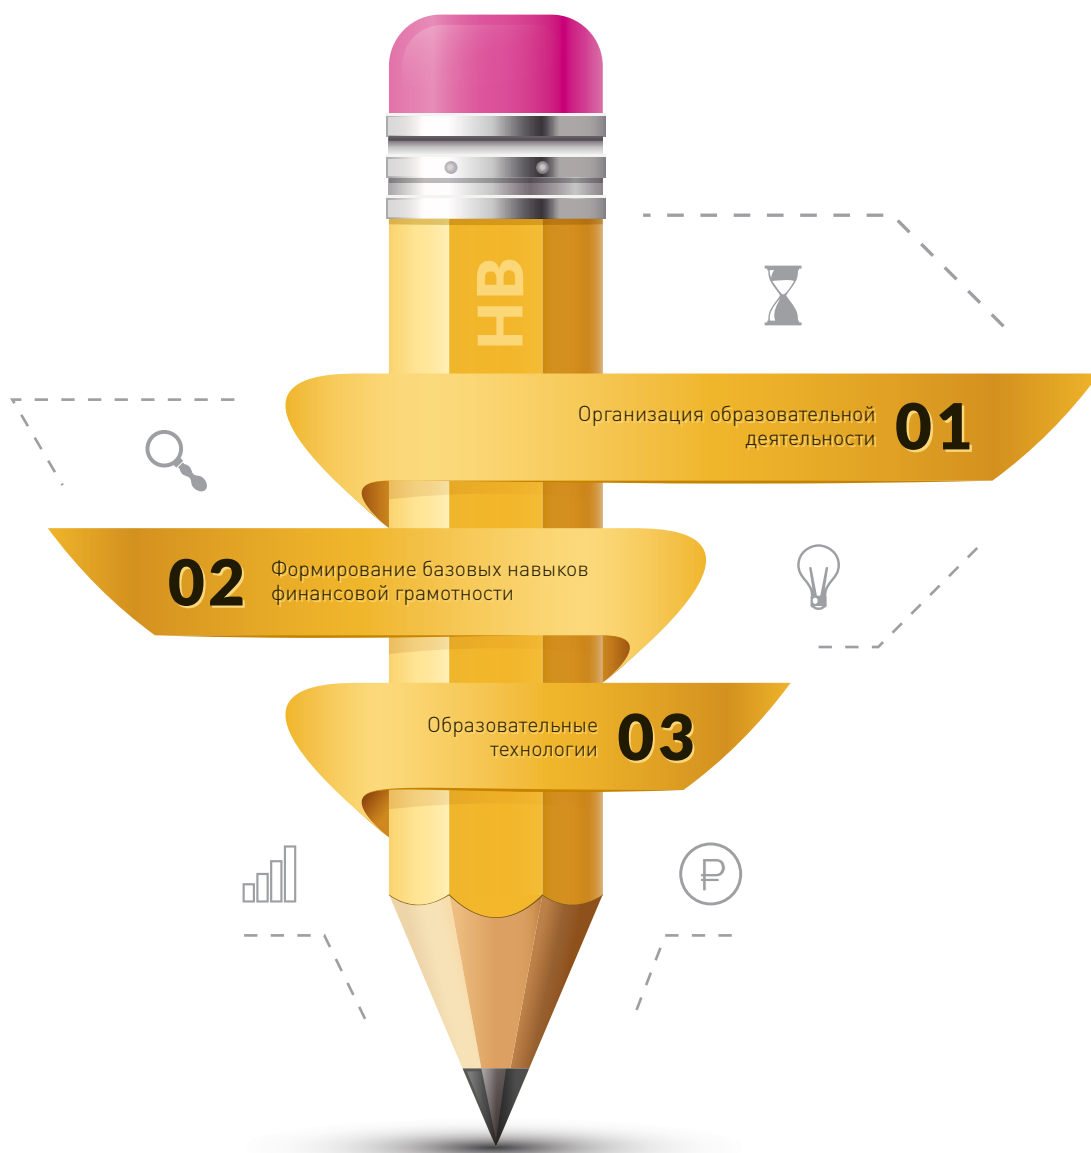 HB
Организация образовательной
деятельности
01
02
Формирование базовых навыков
финансовой грамотности
Образовательные
технологии
03